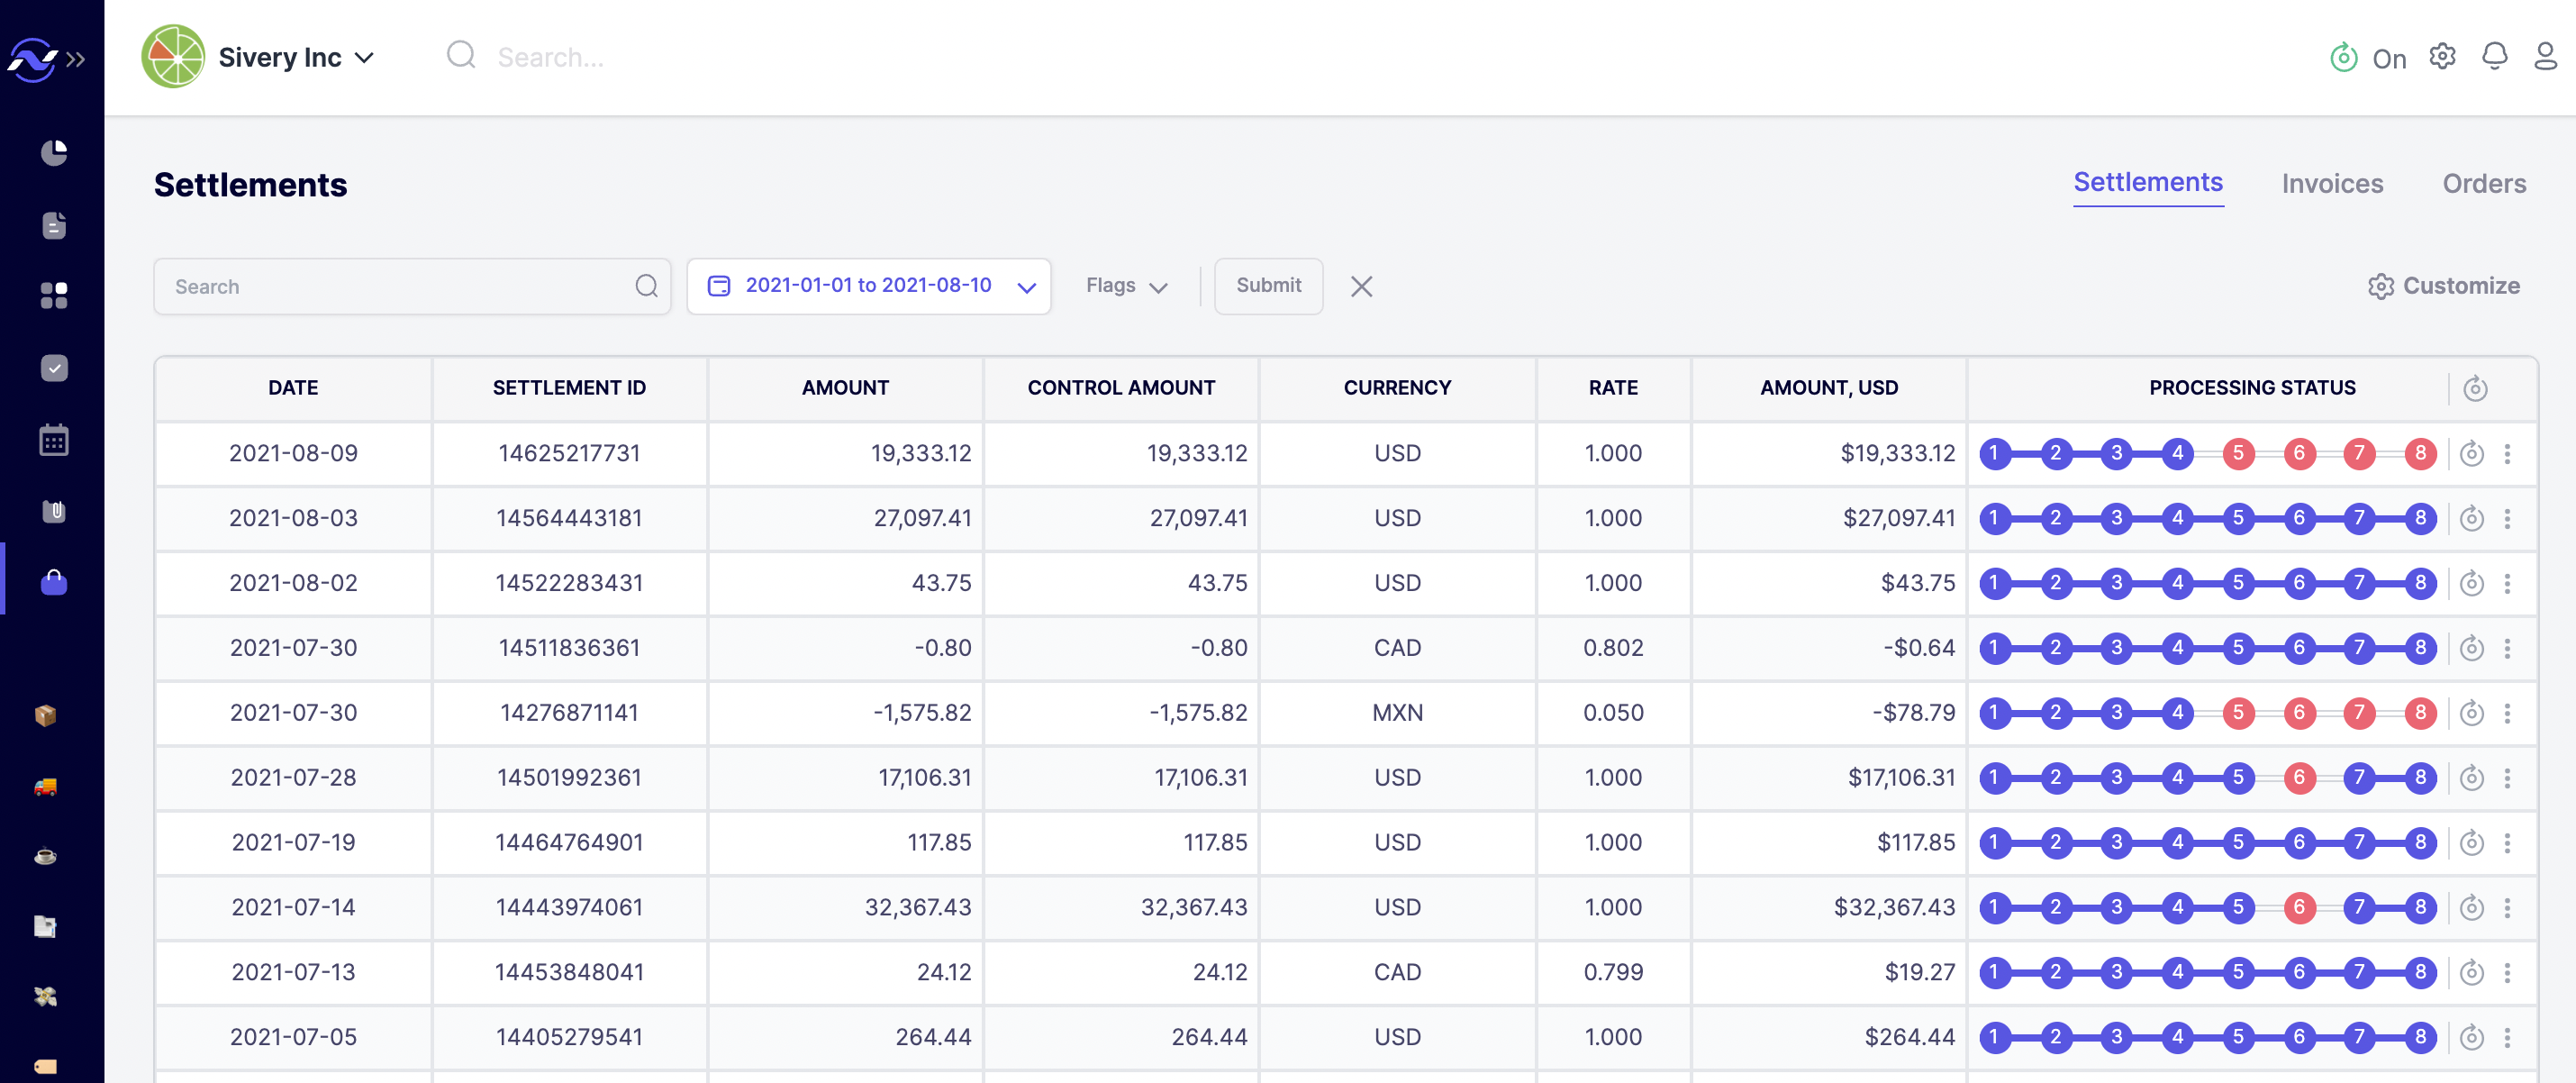 Sivery Inc Search... On
Settlements Settlements Invoices Orders
Search 2021-01-01 to 2021-08-10 Flags Submit Customize
DATE SETTLEMENT ID AMOUNT CONTROL AMOUNT CURRENCY RATE AMOUNT, USD PROCESSING STATUS
2021-08-09 14625217731 19,333.12 19,333.12 USD 1.000 $19,333.12 1 2 3 4 5 6 7 8
2021-08-03 14564443181 27,097.41 27,097.41 USD 1.000 $27,097.41 1 2 3 4 5 6 7 8
2021-08-02 14522283431 43.75 43.75 USD 1.000 $43.75 1 2 3 4 5 6 7 8
2021-07-30 14511836361 -0.80 -0.80 CAD 0.802 -$0.64 1 2 3 4 5 6 7 8
2021-07-30 14276871141 -1,575.82 -1,575.82 MXN 0.050 -$78.79 1 2 3 4 5 6 7 8
2021-07-28 14501992361 17,106.31 17,106.31 USD 1.000 $17,106.31 1 2 3 4 5 6 7 8
2021-07-19 14464764901 117.85 117.85 USD 1.000 $117.85 1 2 3 4 5 6 7 8
2021-07-14 14443974061 32,367.43 32,367.43 USD 1.000 $32,367.43 1 2 3 4 5 6 7 8
2021-07-13 14453848041 24.12 24.12 CAD 0.799 $19.27 1 2 3 4 5 6 7 8
2021-07-05 14405279541 264.44 264.44 USD 1.000 $264.44 1 2 3 4 5 6 7 8